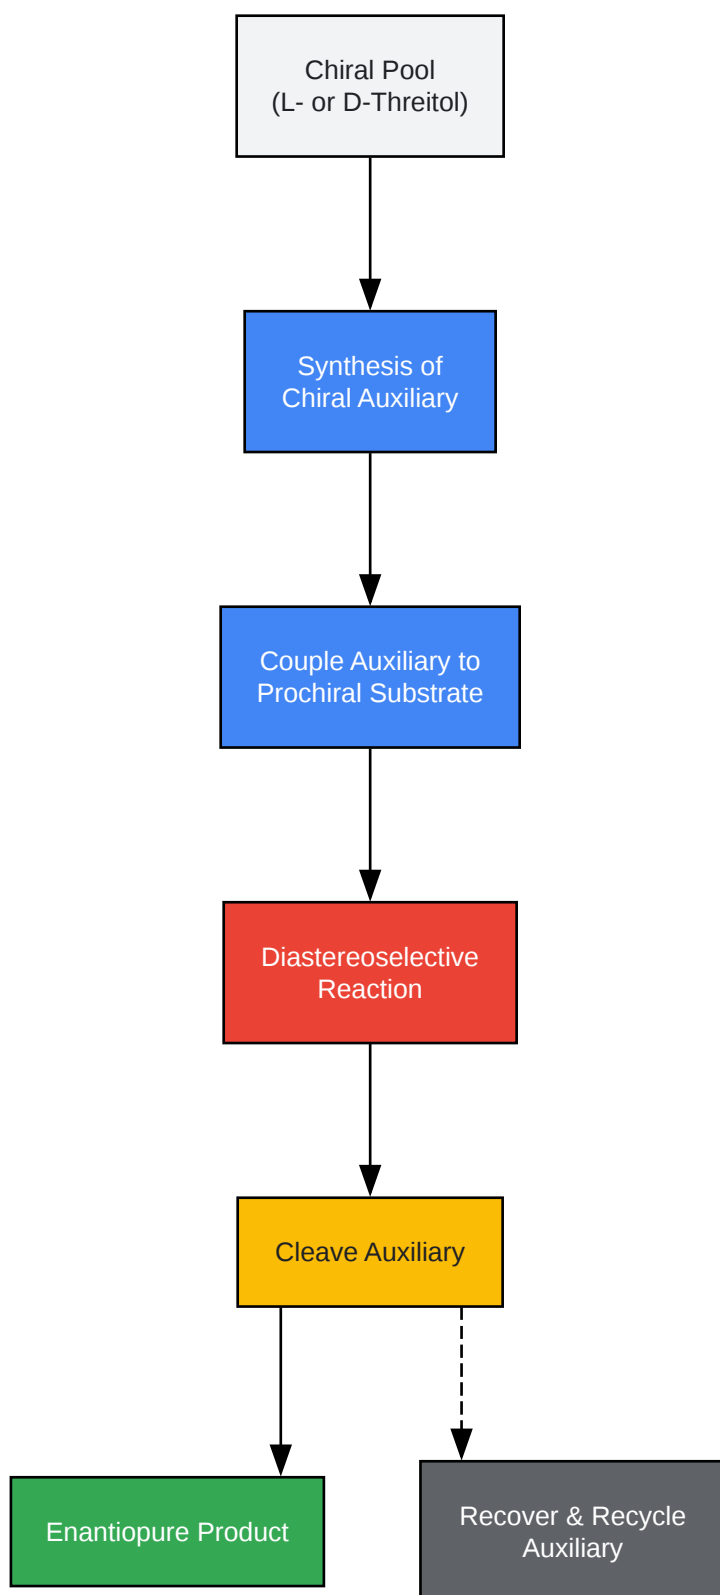 Chiral Pool
(L- or D-Threitol)
Synthesis of
Chiral Auxiliary
Couple Auxiliary to
Prochiral Substrate
Diastereoselective
Reaction
Cleave Auxiliary
Enantiopure Product
Recover & Recycle
Auxiliary